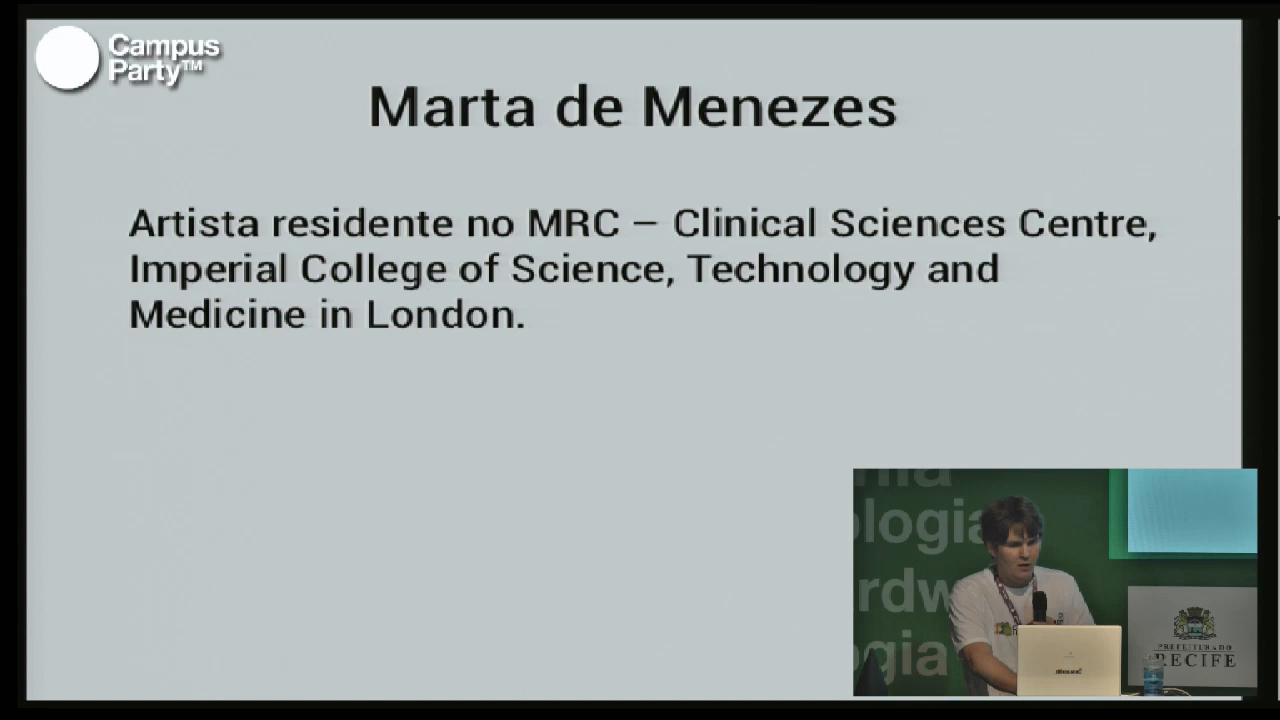 Campus
Party™
Marta de Menezes
Artista residente no MRC – Clinical Sciences Centre,
Imperial College of Science, Technology and
Medicine in London.
ologia
rdw
ogia
PREFEITURA DO
RECIFE